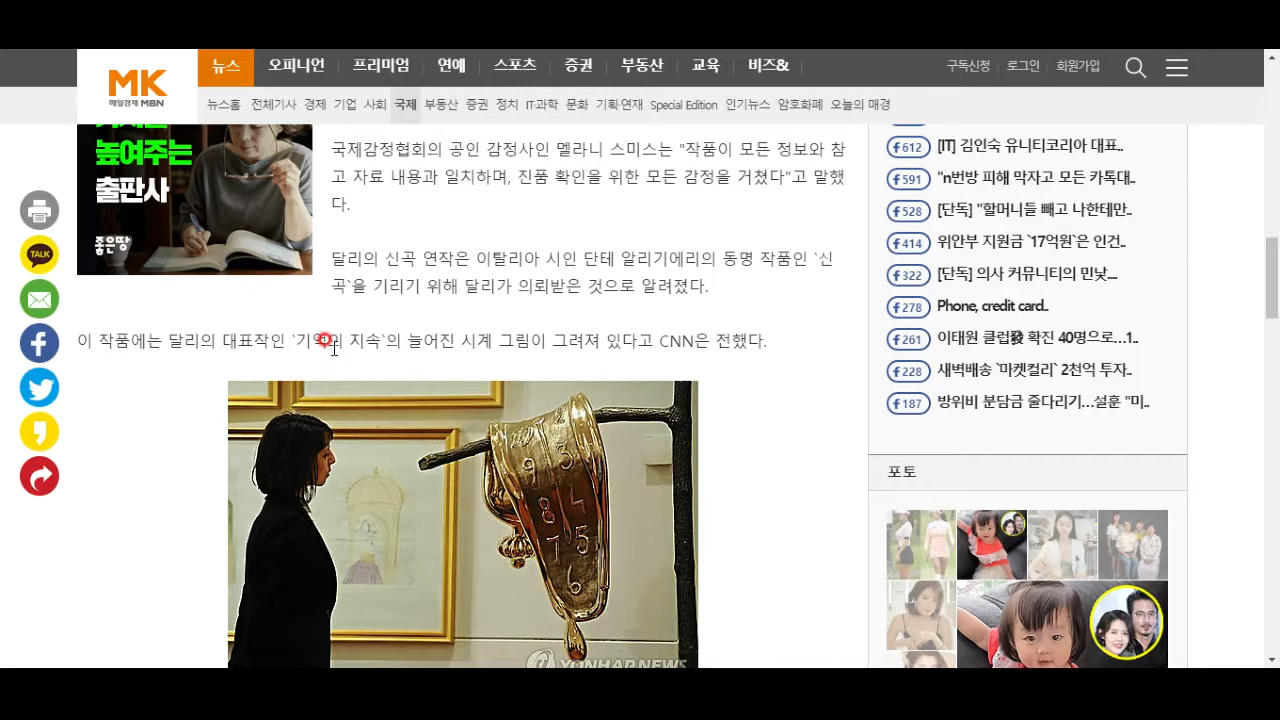 MK
매일경제 MBN
뉴스 오피니언 프리미엄 연예 스포츠 증권 부동산 교육 비즈&
구독신청 로그인 회원가입
뉴스홈 전체기사 경제 기업 사회 국제 부동산 증권 정치 IT·과학 문화 기획·연재 Special Edition 인기뉴스 암호화폐 오늘의 매경
높여주는
출판사
좋은땅
국제감정협회의 공인 감정사인 멜라니 스미스는 "작품이 모든 정보와 참
고 자료 내용과 일치하며, 진품 확인을 위한 모든 감정을 거쳤다"고 말했
다.
달리의 신곡 연작은 이탈리아 시인 단테 알리기에리의 동명 작품인 `신
곡`을 기리기 위해 달리가 의뢰받은 것으로 알려졌다.
이 작품에는 달리의 대표작인 `기억의 지속`의 늘어진 시계 그림이 그려져 있다고 CNN은 전했다.
TALK
9 3
8 4
7 5
6
YONHAP NEWS
612 [IT] 김인숙 유니티코리아 대표..
591 "n번방 피해 막자고 모든 카톡대..
528 [단독] "할머니들 빼고 나한테만..
414 위안부 지원금 `17억원`은 인건..
322 [단독] 의사 커뮤니티의 민낯....
278 Phone, credit card..
261 이태원 클럽發 확진 40명으로…1..
228 새벽배송 `마켓컬리` 2천억 투자..
187 방위비 분담금 줄다리기…설훈 "미..
포토